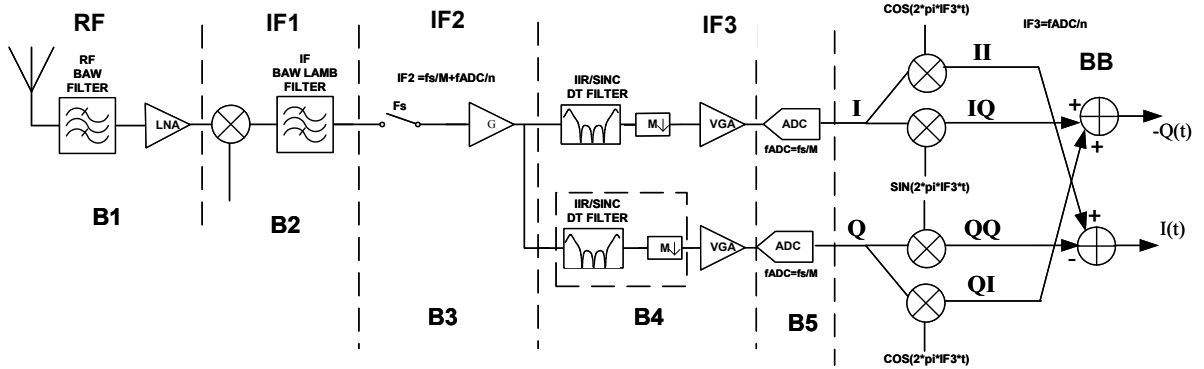 RF
IF1
IF2
IF3
BB
COS(2*pi*IF3*t)
IF3=fADC/n
RF
BAW
FILTER
IF
BAW LAMB
FILTER
IF2 =fs/M+fADC/n
Fs
IIR/SINC
DT FILTER
II
LNA
G
M↓
VGA
ADC
I
IQ
+
+
-Q(t)
fADC=fs/M
SIN(2*pi*IF3*t)
B1
B2
IIR/SINC
DT FILTER
M↓
VGA
ADC
Q
QQ
+
-
I(t)
fADC=fs/M
QI
B3
B4
B5
COS(2*pi*IF3*t)